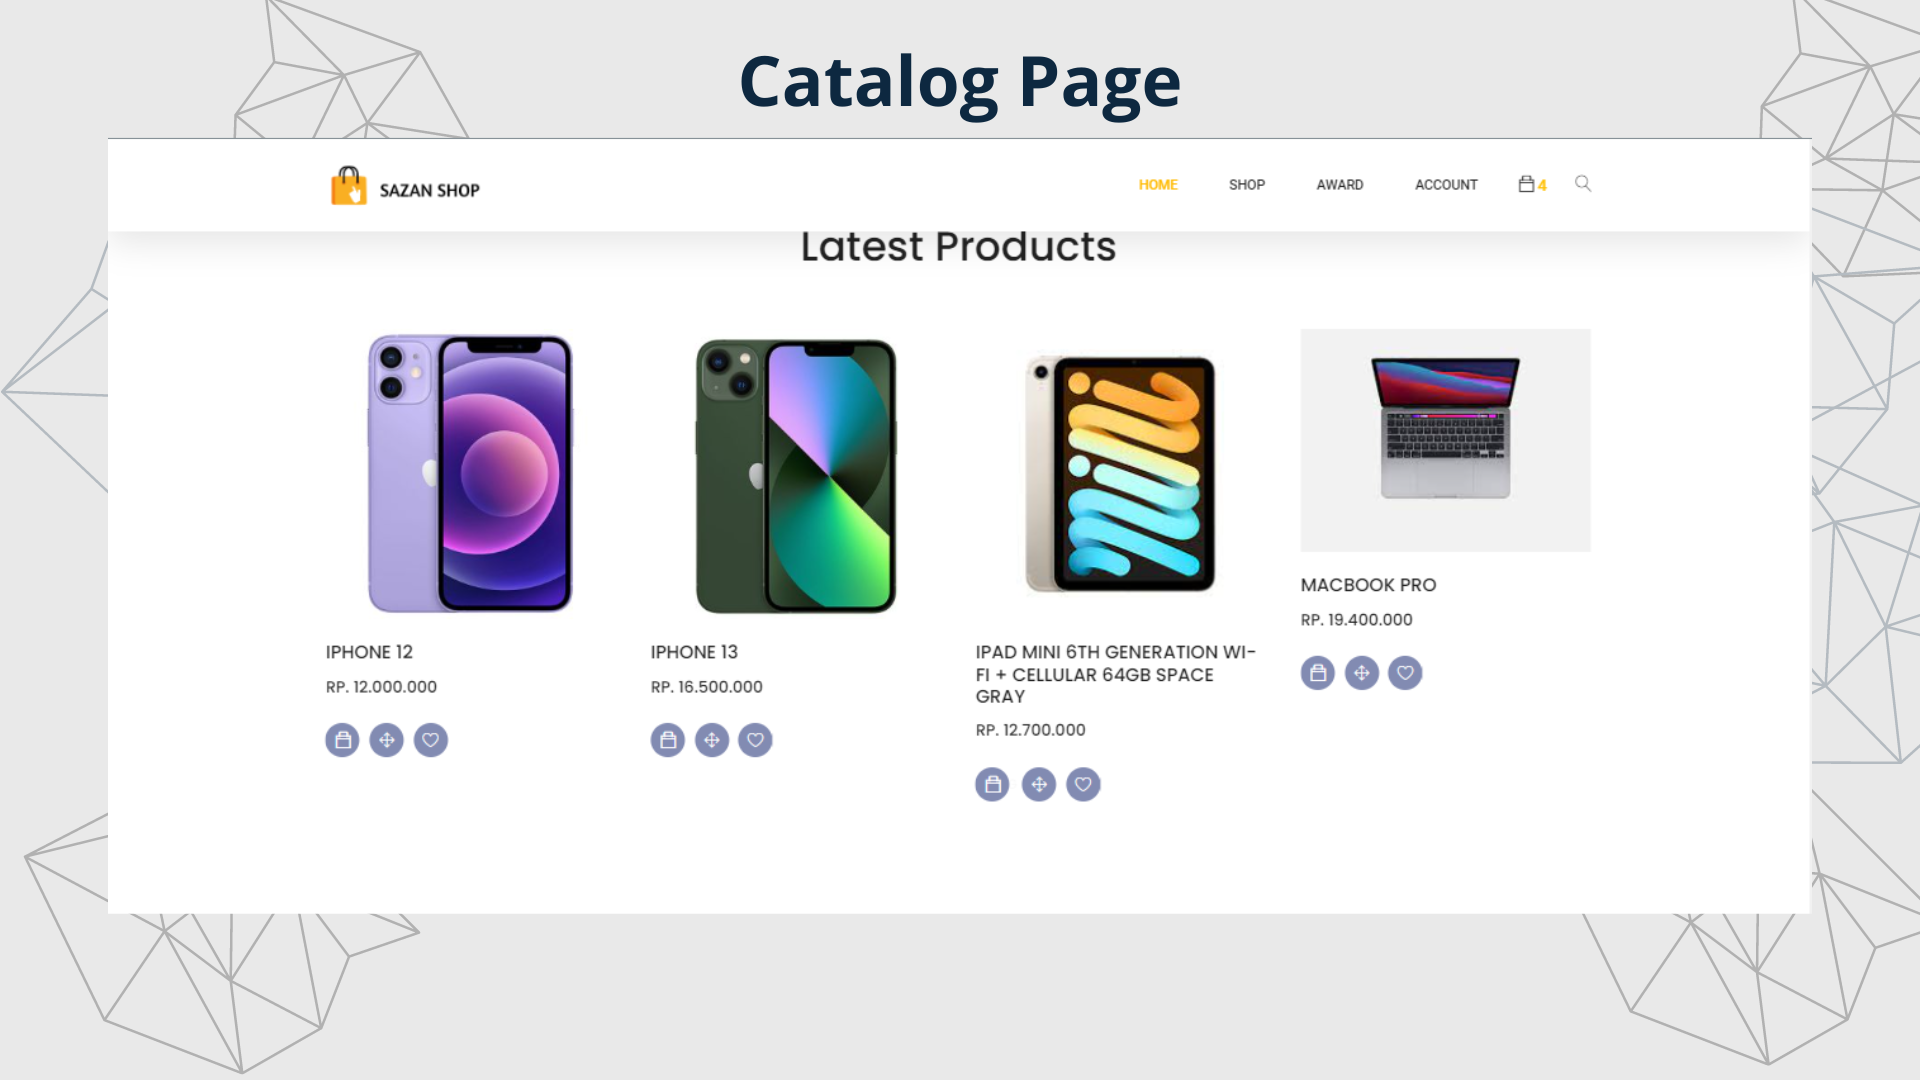 Catalog Page
SAZAN SHOP
HOME SHOP AWARD ACCOUNT 4
Latest Products
IPHONE 12
RP. 12.000.000
IPHONE 13
RP. 16.500.000
IPAD MINI 6TH GENERATION WI-
FI + CELLULAR 64GB SPACE
GRAY
RP. 12.700.000
MACBOOK PRO
RP. 19.400.000